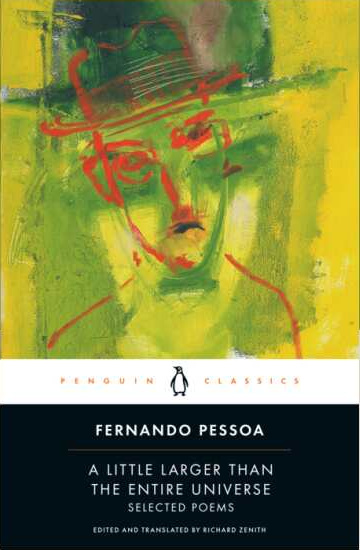 PENGUIN CLASSICS
FERNANDO PESSOA
A LITTLE LARGER THAN
THE ENTIRE UNIVERSE
SELECTED POEMS
EDITED AND TRANSLATED BY RICHARD ZENITH